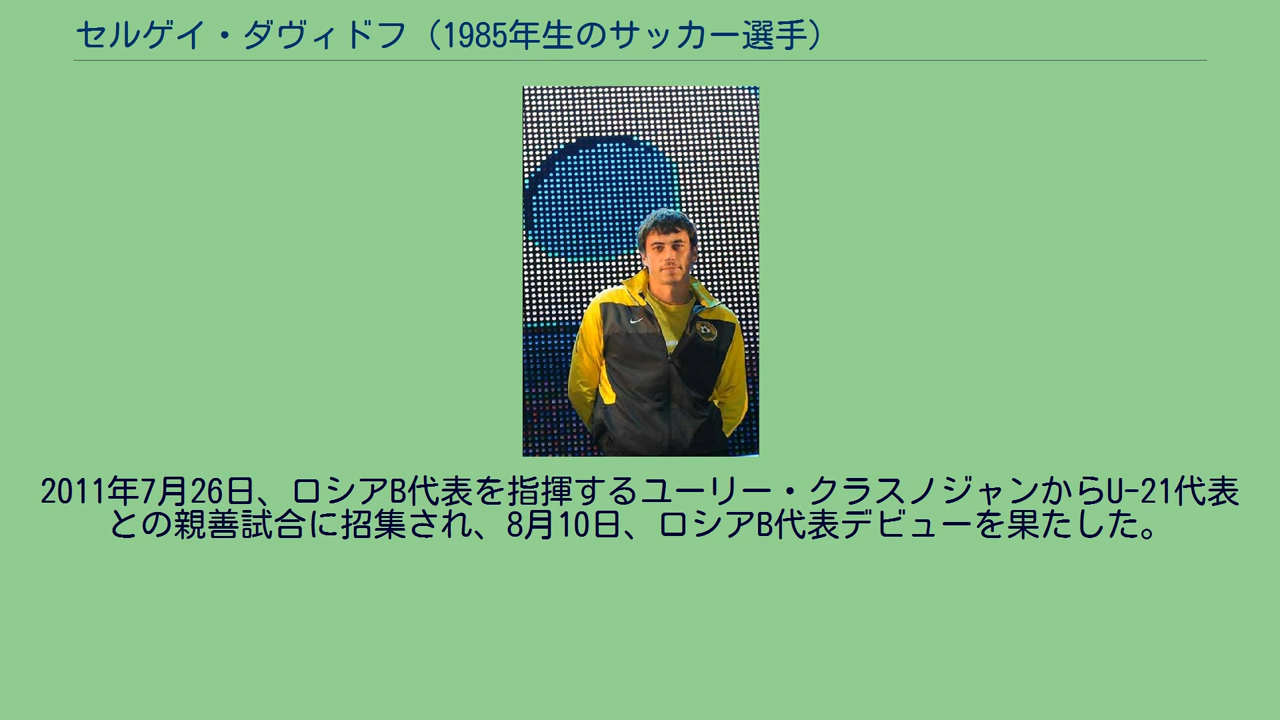 セルゲイ・ダヴィドフ（1985年生のサッカー選手）
2011年7月26日、ロシアB代表を指揮するユーリー・クラスノジャンからU-21代表
との親善試合に招集され、8月10日、ロシアB代表デビューを果たした。